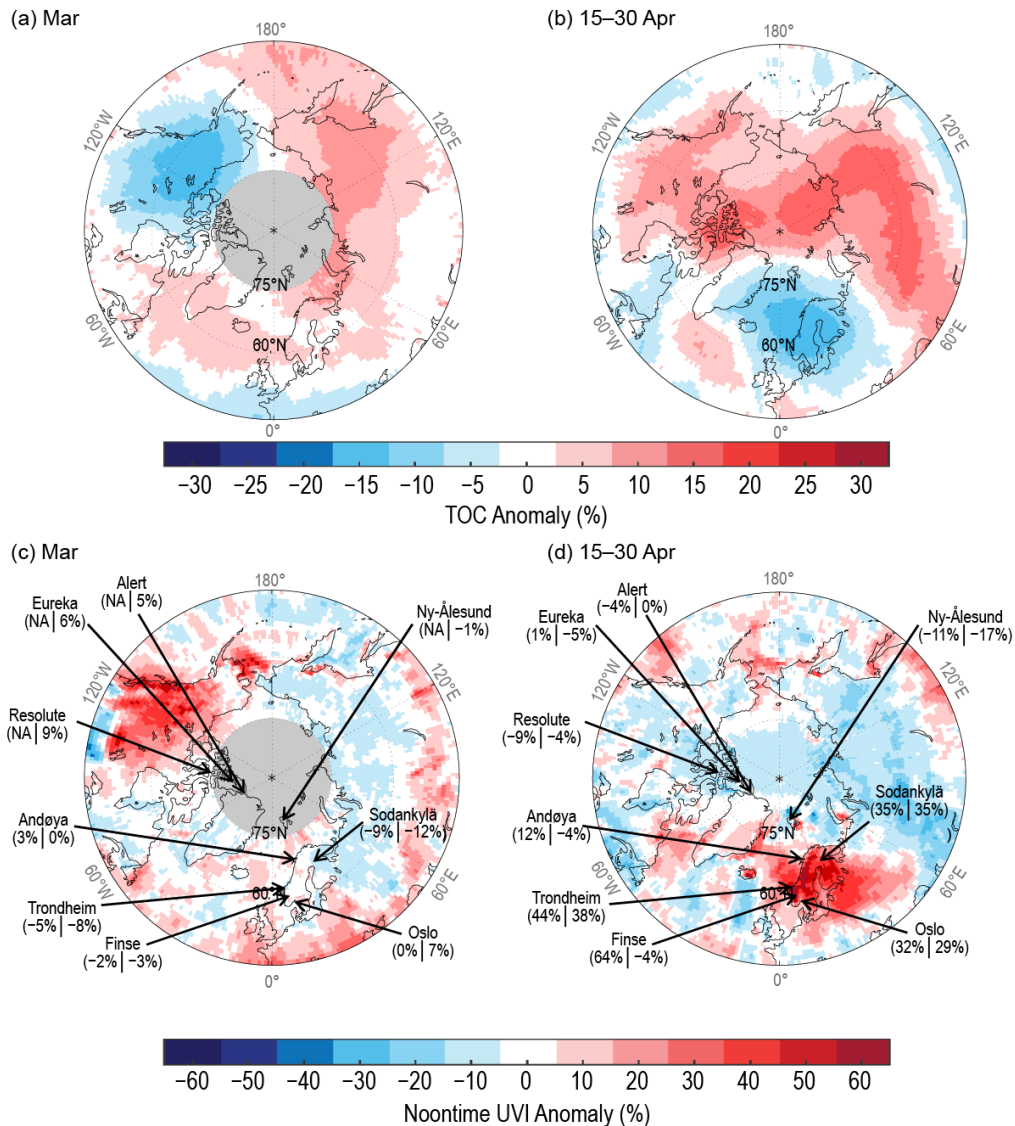 (a) Mar
(b) 15–30 Apr
180°
180°
120°W
120°E
120°W
120°E
75°N
75°N
60°N
60°N
60°W
60°E
60°W
60°E
0°
0°
−30 −25 −20 −15 −10 −5 0 5 10 15 20 25 30
TOC Anomaly (%)
(c) Mar
(d) 15–30 Apr
180°
Alert
(NA | 5%)
Eureka
(NA | 6%)
Ny-Ålesund
(NA | −1%)
120°W
120°E
Resolute
(NA | 9%)
Andøya
(3% | 0%)
75°N
Sodankylä
(−9% | −12%)
60°W
60°E
60°N
Trondheim
(−5% | −8%)
Finse
(−2% | −3%)
Oslo
(0% | 7%)
0°
180°
Alert
(−4% | 0%)
Eureka
(1% | −5%)
Ny-Ålesund
(−11% | −17%)
120°W
120°E
Resolute
(−9% | −4%)
Sodankylä
(35% | 35%)
Andøya
(12% | −4%)
75°N
60°W
60°E
60°N
Trondheim
(44% | 38%)
Finse
(64% | −4%)
Oslo
(32% | 29%)
0°
−60 −50 −40 −30 −20 −10 0 10 20 30 40 50 60
Noontime UVI Anomaly (%)